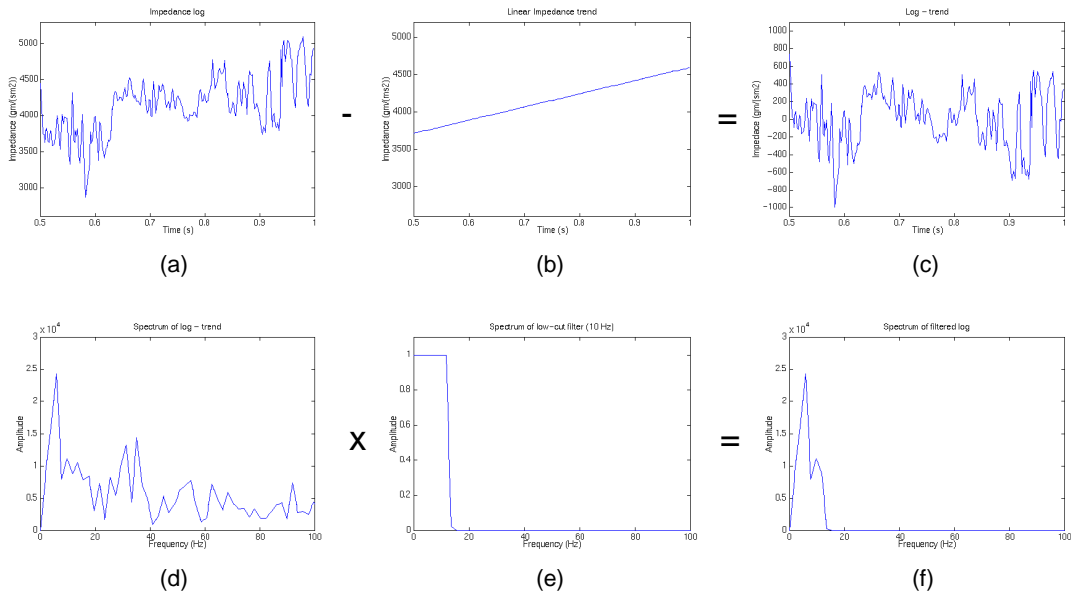 Impedance log
Impedance (gm/(sm2))
5000
4500
4000
3500
3000
0.5 0.6 0.7 0.8 0.9 1
Time (s)
(a)
-
Linear Impedance trend
Impedance (gm/(ms2))
5000
4500
4000
3500
3000
0.5 0.6 0.7 0.8 0.9 1
Time (s)
(b)
=
Log - trend
Impedace (gm/(sm2)
1000
800
600
400
200
0
-200
-400
-600
-800
-1000
0.5 0.6 0.7 0.8 0.9 1
Time (s)
(c)
Spectrum of log - trend
x 10^4
Amplitude
3
2.5
2
1.5
1
0.5
0
0 20 40 60 80 100
Frequency (Hz)
(d)
x
Spectrum of low-cut filter (10 Hz)
Amplitude
1
0.8
0.6
0.4
0.2
0
0 20 40 60 80 100
Frequency (Hz)
(e)
=
Spectrum of filtered log
x 10^4
Amplitude
3
2.5
2
1.5
1
0.5
0
0 20 40 60 80 100
Frequency (Hz)
(f)